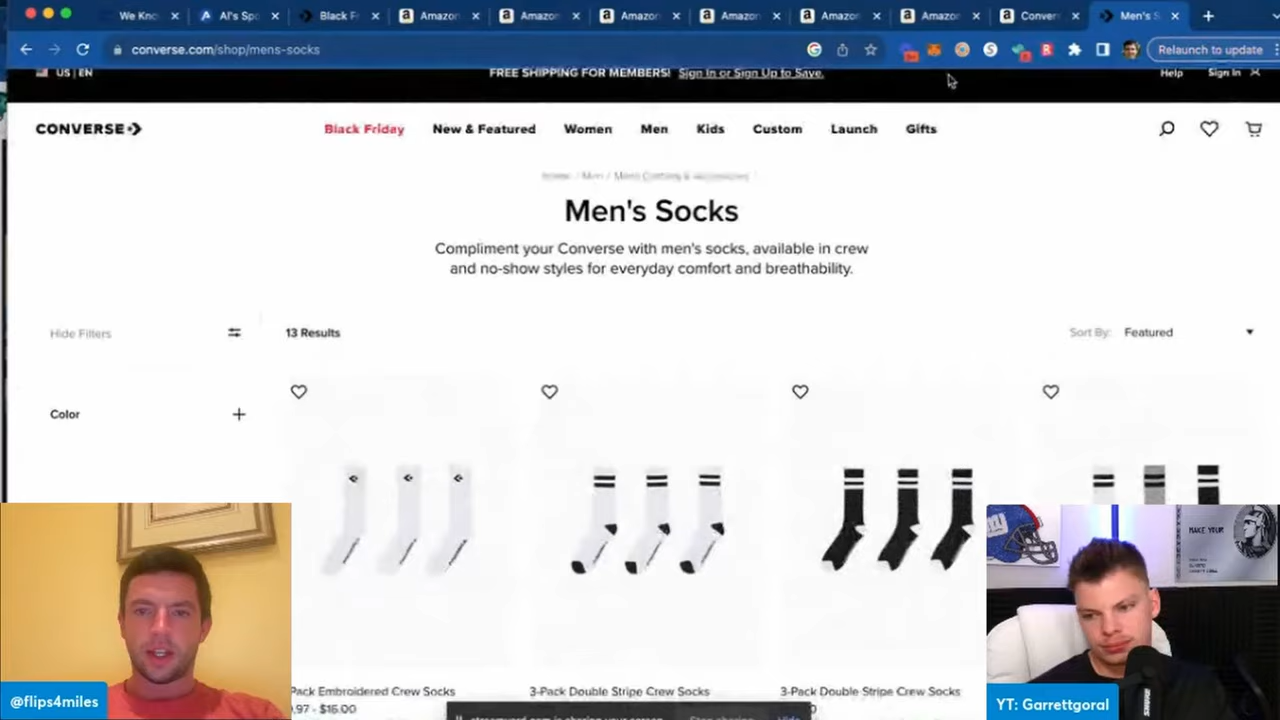 We Kno
AI's Spo
Black F
Amazon
Amazon
Amazon
Amazon
Amazon
Amazon
Conver
Men's S
converse.com/shop/mens-socks
Relaunch to update
US | EN
FREE SHIPPING FOR MEMBERS! Sign In or Sign Up to Save.
Help
Sign In
CONVERSE
Black Friday
New & Featured
Women
Men
Kids
Custom
Launch
Gifts
Home / Men / Mens Clothing & Accessories
Men's Socks
Compliment your Converse with men's socks, available in crew
and no-show styles for everyday comfort and breathability.
Hide Filters
13 Results
Sort By: Featured
Color
MAKE YOUR
Pack Embroidered Crew Socks
3-Pack Double Stripe Crew Socks
3-Pack Double Stripe Crew Socks
.97 - $16.00
@flips4miles
YT: Garrettgoral